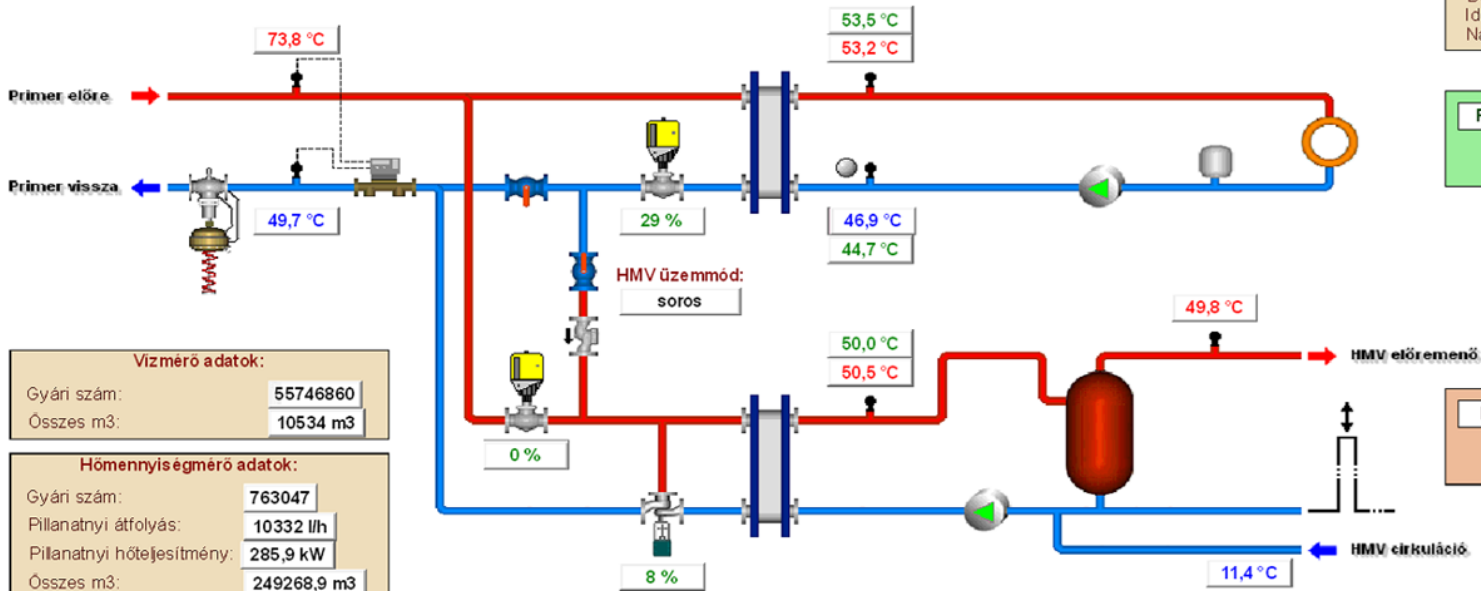 53,5 °C
73,8 °C
53,2 °C
Primer előre
Primer vissza
49,7 °C
29 %
46,9 °C
44,7 °C
HMV üzemmód:
soros
49,8 °C
50,0 °C
50,5 °C
HMV előremenő
Vízmérő adatok:
Gyári szám: 55746860
Összes m3: 10534 m3
0 %
Hőmennyiségmérő adatok:
Gyári szám: 763047
Pillanatnyi átfolyás: 10332 l/h
Pillanatnyi hőteljesítmény: 285,9 kW
Összes m3: 249268,9 m3
8 %
HMV cirkuláció
11,4 °C